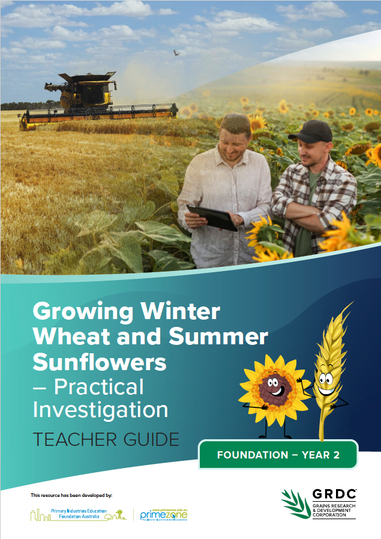 Growing Winter
Wheat and Summer
Sunflowers
– Practical
Investigation
TEACHER GUIDE
FOUNDATION – YEAR 2
This resource has been developed by:
Primary Industries Education
Foundation Australia
primezone
GRDC
GRAINS RESEARCH
& DEVELOPMENT
CORPORATION